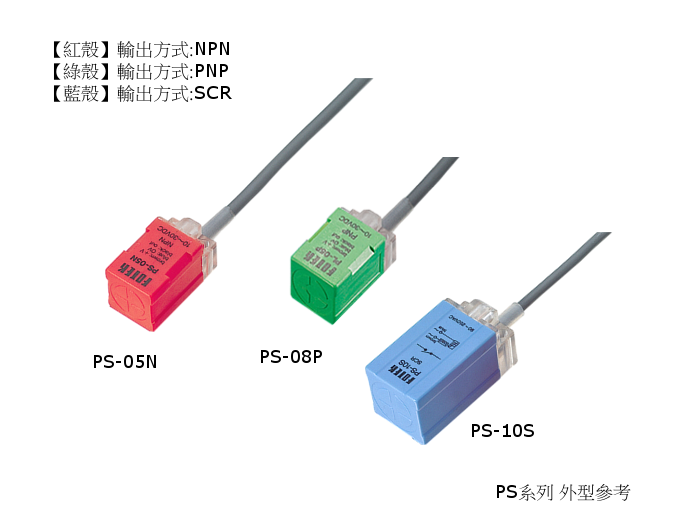 【紅殼】輸出方式:NPN
【綠殼】輸出方式:PNP
【藍殼】輸出方式:SCR
10~30VDC
NPN
PS-05N
FOTEK
10~30VDC
PNP
FOTEK
90~250VAC
SCR
PS-10S
FOTEK
PS-05N
PS-08P
PS-10S
PS系列 外型參考